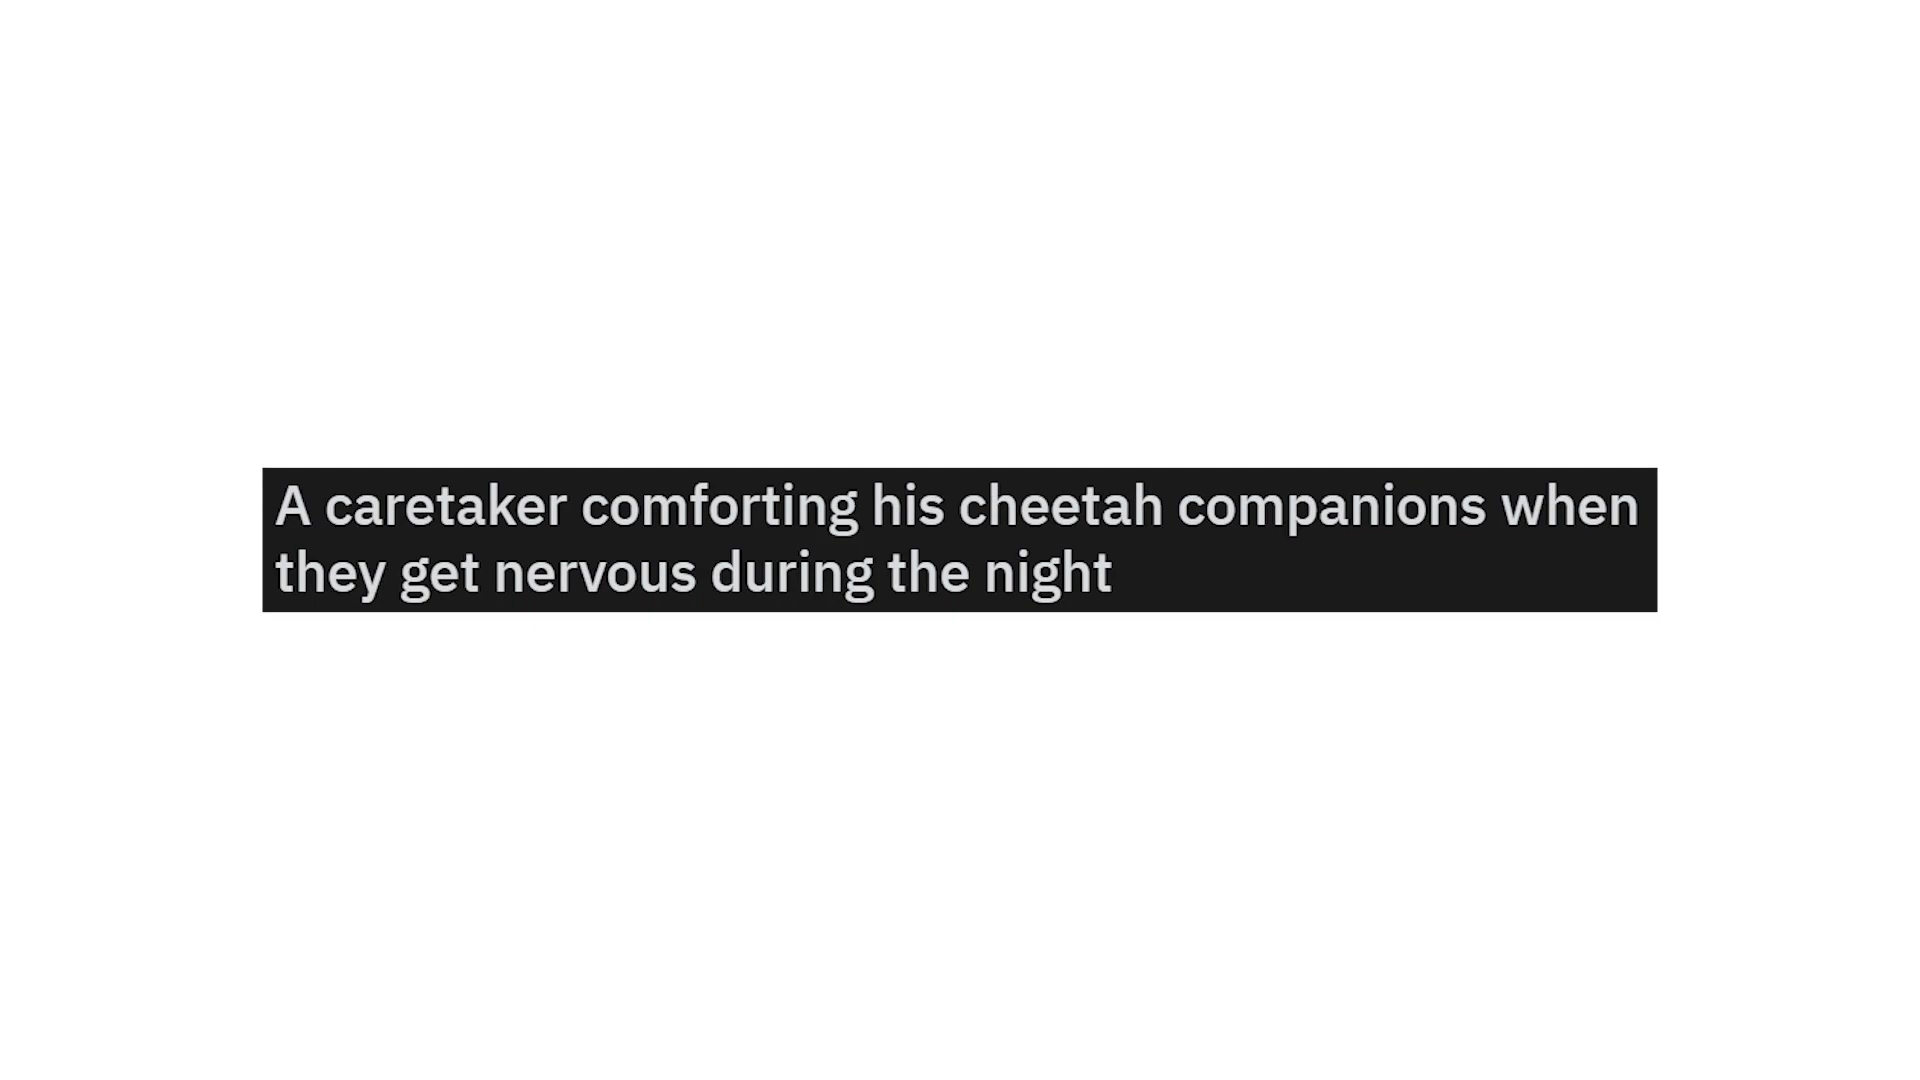 A caretaker comforting his cheetah companions when
they get nervous during the night